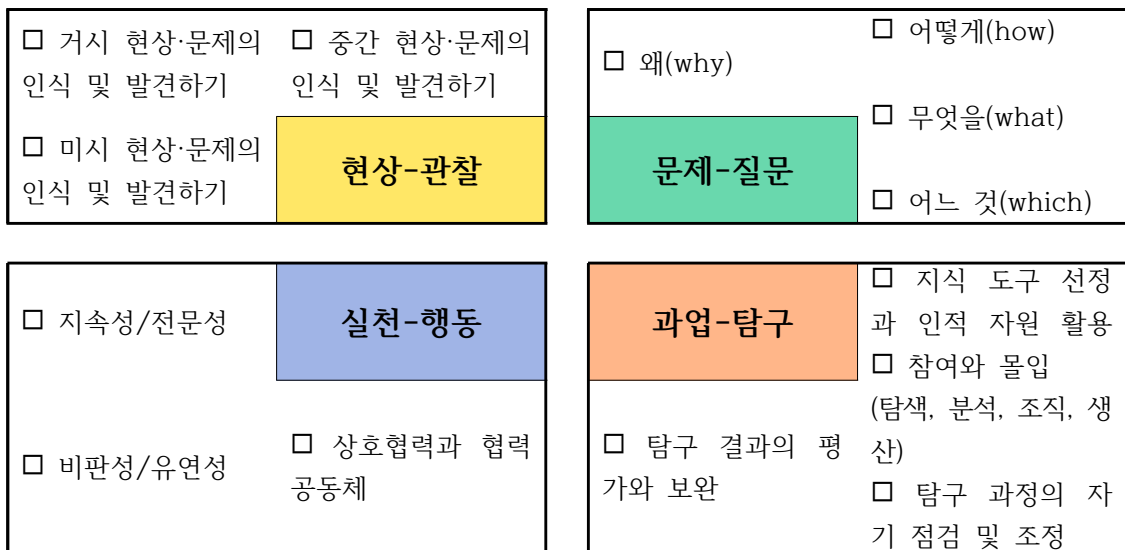 □ 거시 현상·문제의
인식 및 발견하기
□ 중간 현상·문제의
인식 및 발견하기
□ 미시 현상·문제의
인식 및 발견하기
현상-관찰
□ 왜(why)
□ 어떻게(how)
□ 무엇을(what)
□ 어느 것(which)
문제-질문
□ 지속성/전문성
실천-행동
□ 비판성/유연성
□ 상호협력과 협력
공동체
과업-탐구
□ 지식 도구 선정
과 인적 자원 활용
□ 참여와 몰입
(탐색, 분석, 조직, 생
산)
□ 탐구 과정의 자
기 점검 및 조정
□ 탐구 결과의 평
가와 보완